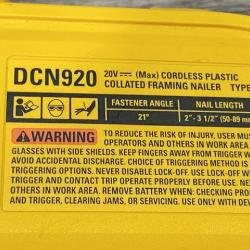 DCN920 20V (Max) CORDLESS PLASTIC
COLLATED FRAMING NAILER TYPE
FASTENER ANGLE NAIL LENGTH
21° 2" - 3 1/2" (50-89 mm
WARNING TO REDUCE THE RISK OF INJURY, USER MUS
OPERATORS AND OTHERS IN WORK AREA
GLASSES WITH SIDE SHIELDS. KEEP FINGERS AWAY FROM TRIGGER W
AVOID ACCIDENTAL DISCHARGE. CHOICE OF TRIGGERING METHOD IS
TRIGGERING OPTIONS. NEVER DISABLE LOCK-OFF. USE LOCK-OFF W
TRIGGER AND CONTACT TRIP OPERATE PROPERLY BEFORE USE. NE
OTHERS IN WORK AREA. REMOVE BATTERY WHEN: CHECKING PROP
AND TRIGGER, CLEARING JAMS, OR SERVICING. USE ONLY WITH DEW